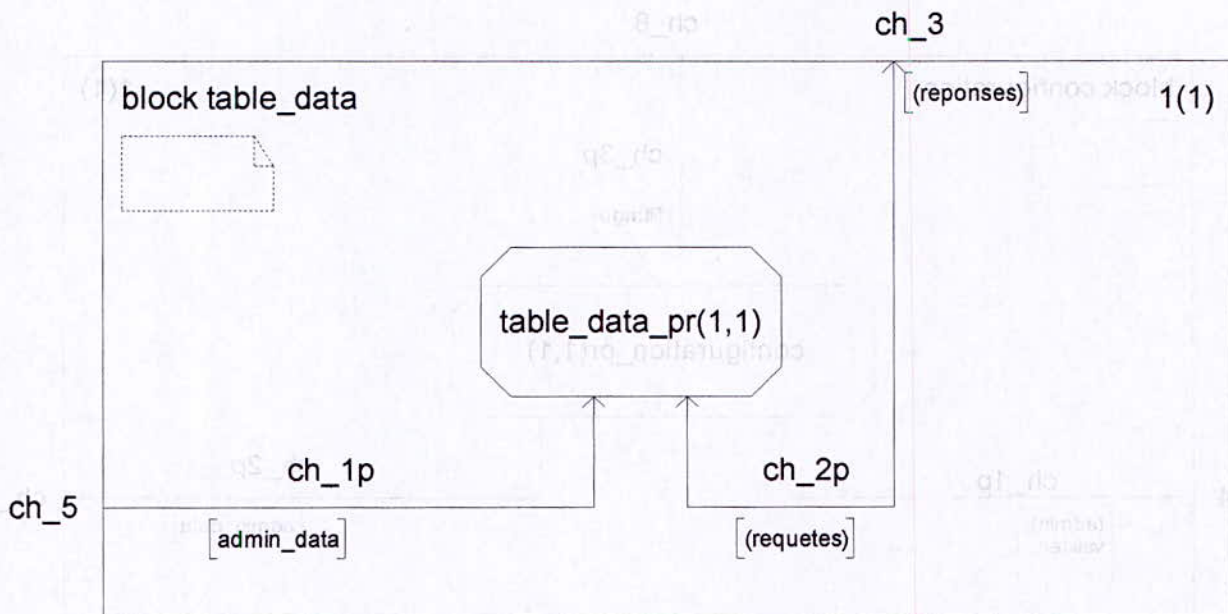 ch_3
block table_data
[(reponses)]
1(1)
table_data_pr(1,1)
ch_1p
ch_2p
ch_5
[admin_data]
[(requetes)]